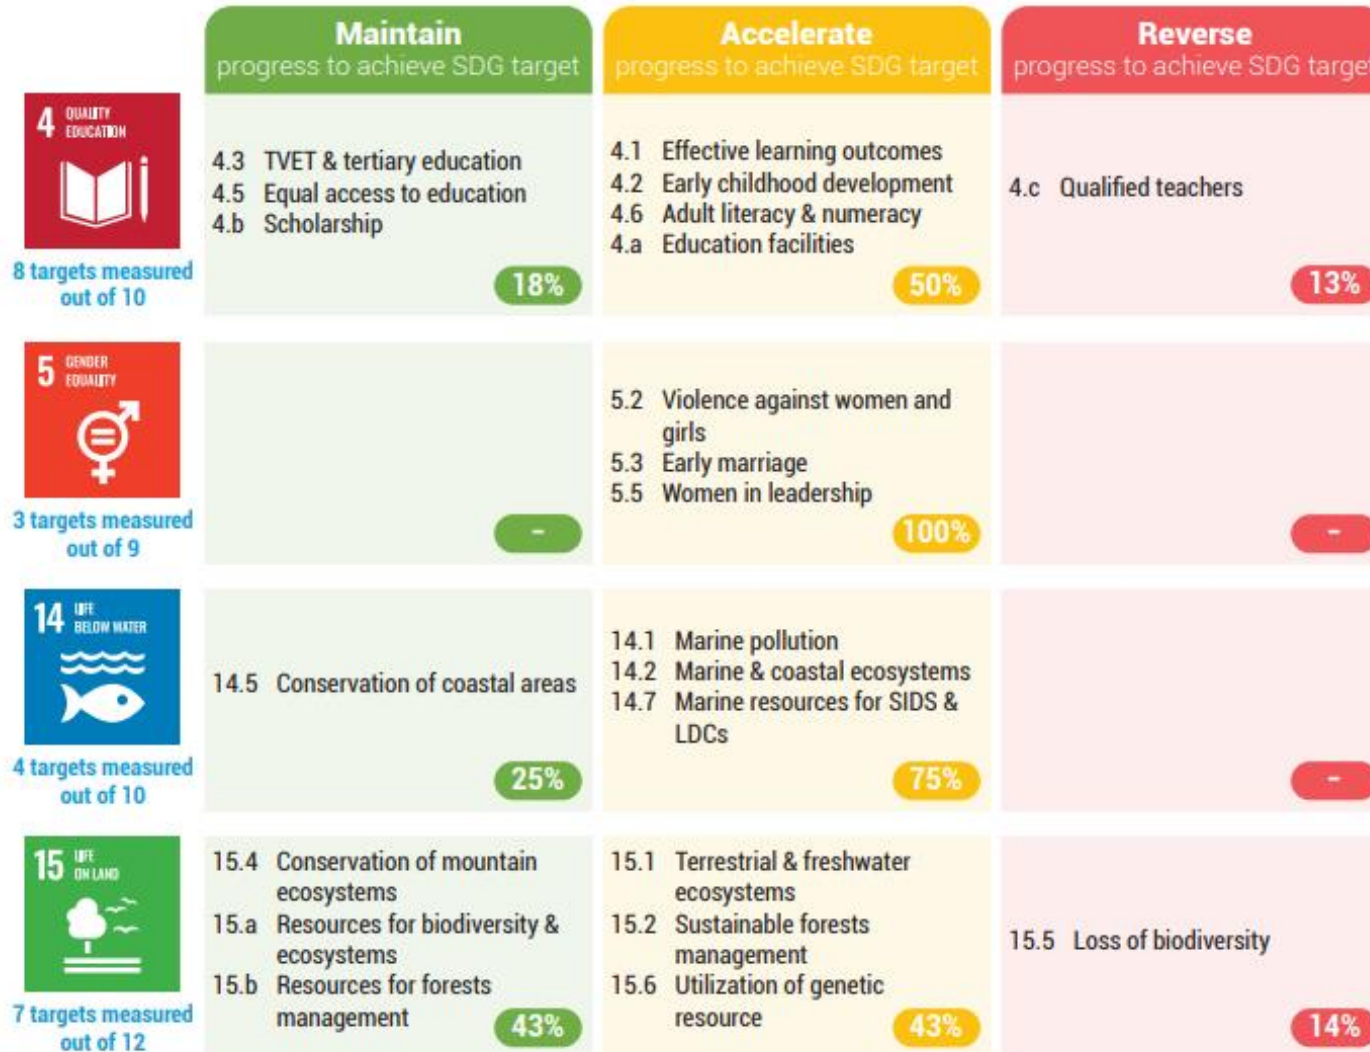 Maintain
progress to achieve SDG target
Accelerate
progress to achieve SDG target
Reverse
progress to achieve SDG target
4 QUALITY
EDUCATION
8 targets measured
out of 10
4.3 TVET & tertiary education
4.5 Equal access to education
4.b Scholarship
18%
4.1 Effective learning outcomes
4.2 Early childhood development
4.6 Adult literacy & numeracy
4.a Education facilities
50%
4.c Qualified teachers
13%
5 GENDER
EQUALITY
3 targets measured
out of 9
-
5.2 Violence against women and
girls
5.3 Early marriage
5.5 Women in leadership
100%
-
14 LIFE
BELOW WATER
4 targets measured
out of 10
14.5 Conservation of coastal areas
25%
14.1 Marine pollution
14.2 Marine & coastal ecosystems
14.7 Marine resources for SIDS &
LDCs
75%
-
15 LIFE
ON LAND
7 targets measured
out of 12
15.4 Conservation of mountain
ecosystems
15.a Resources for biodiversity &
ecosystems
15.b Resources for forests
management
43%
15.1 Terrestrial & freshwater
ecosystems
15.2 Sustainable forests
management
15.6 Utilization of genetic
resource
43%
15.5 Loss of biodiversity
14%